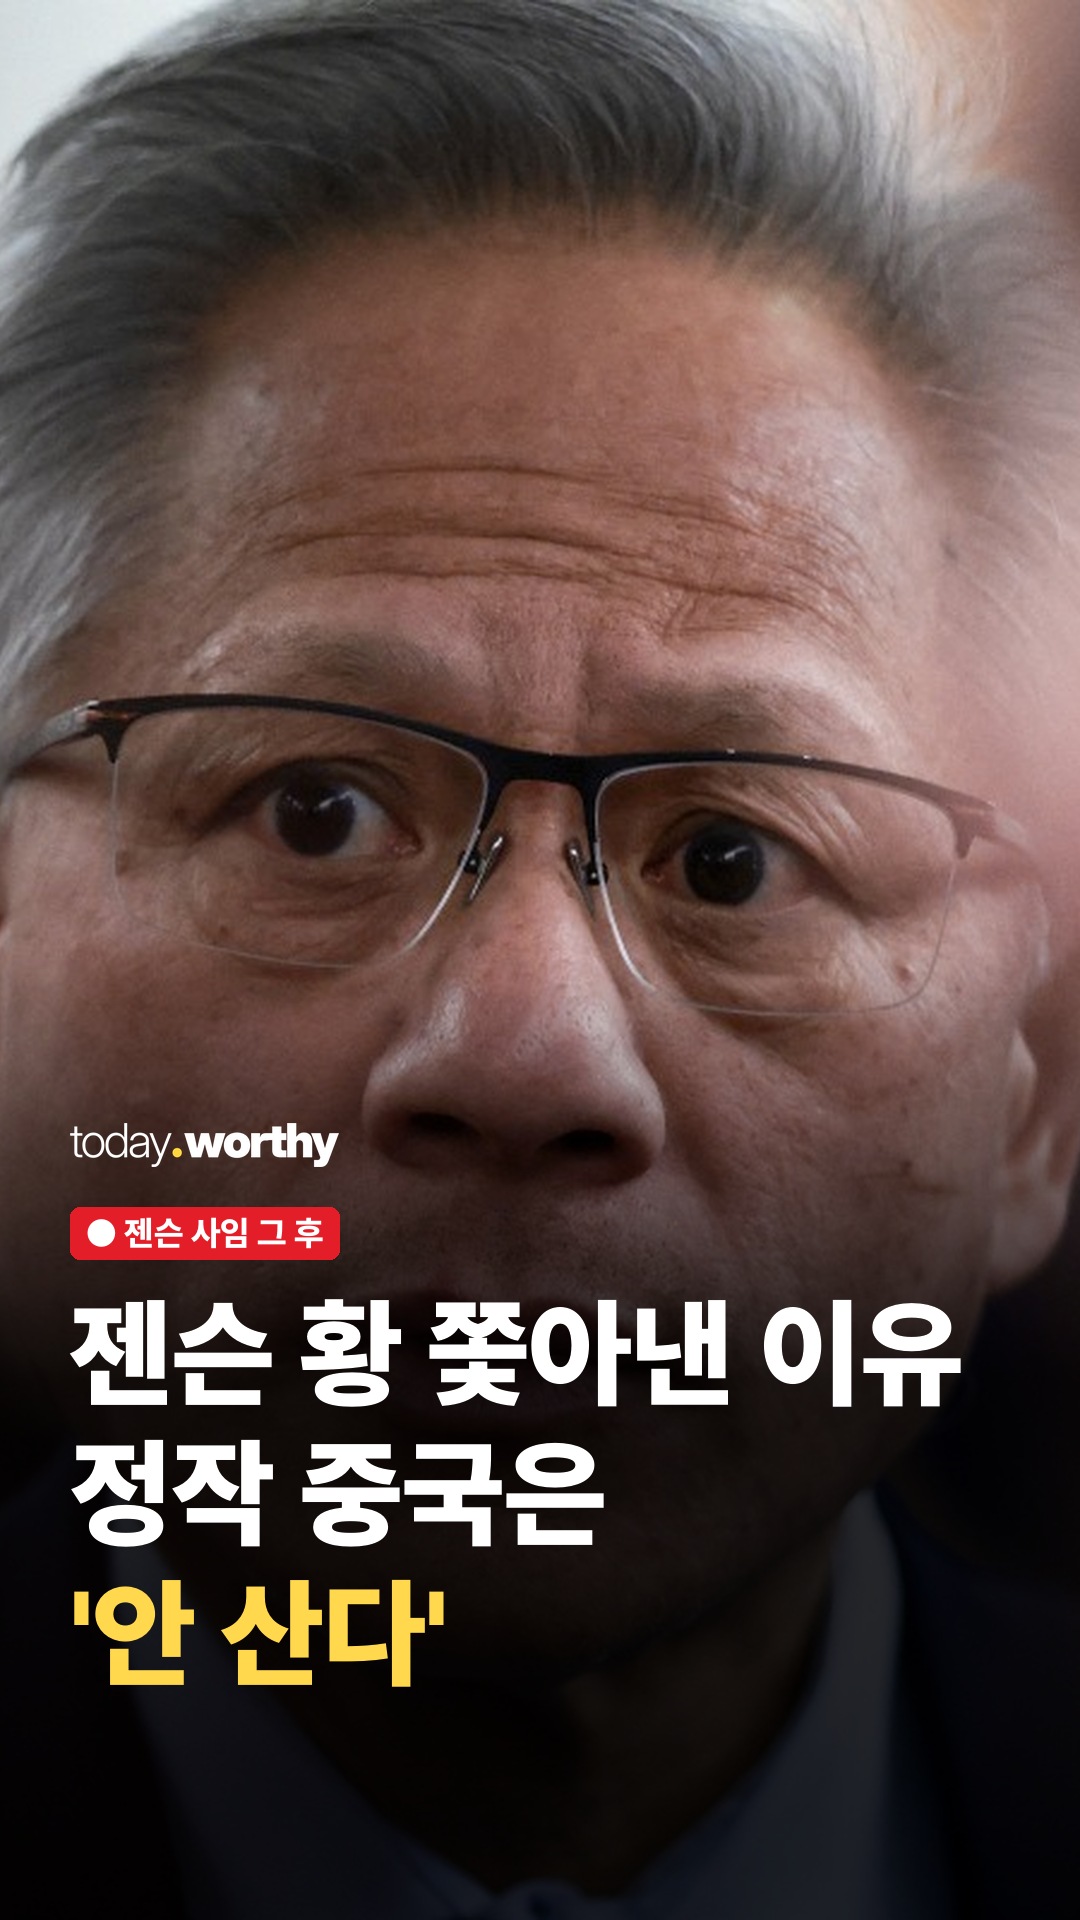 today.worthy
젠슨 사임 그 후
젠슨 황 쫓아낸 이유
정작 중국은
'안 산다'